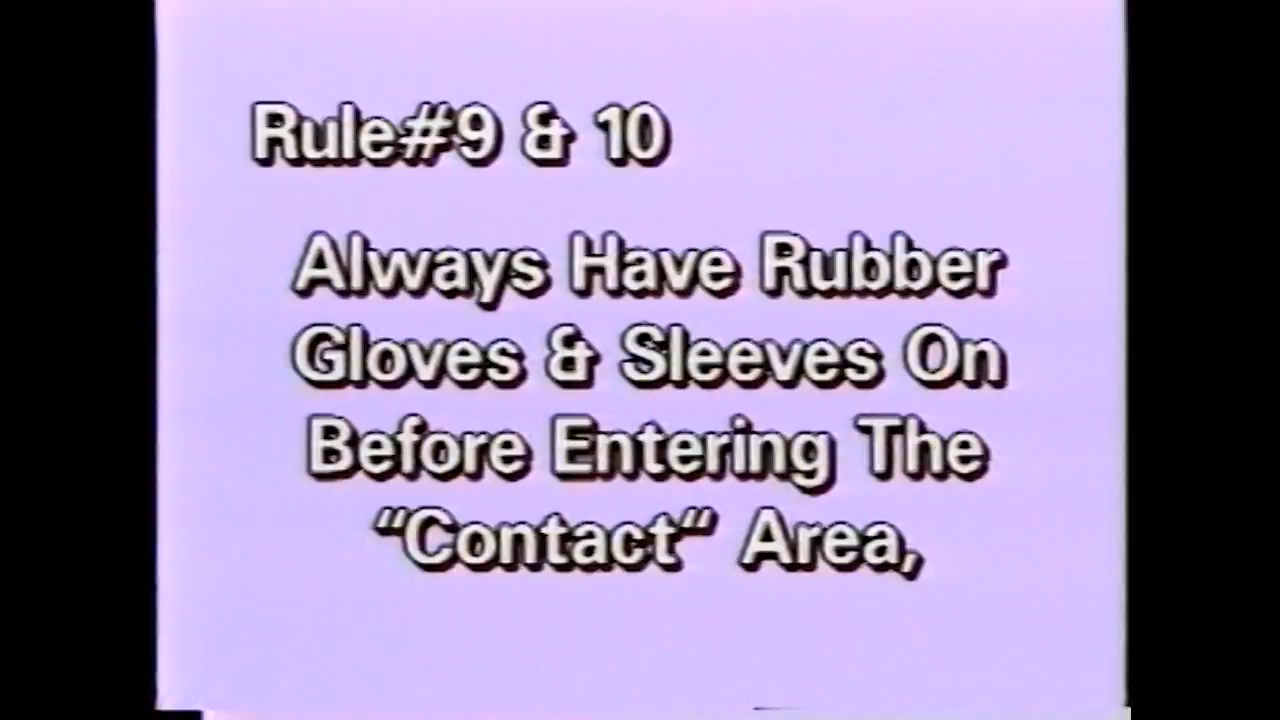 Rule#9 & 10
Always Have Rubber
Gloves & Sleeves On
Before Entering The
“Contact“ Area,